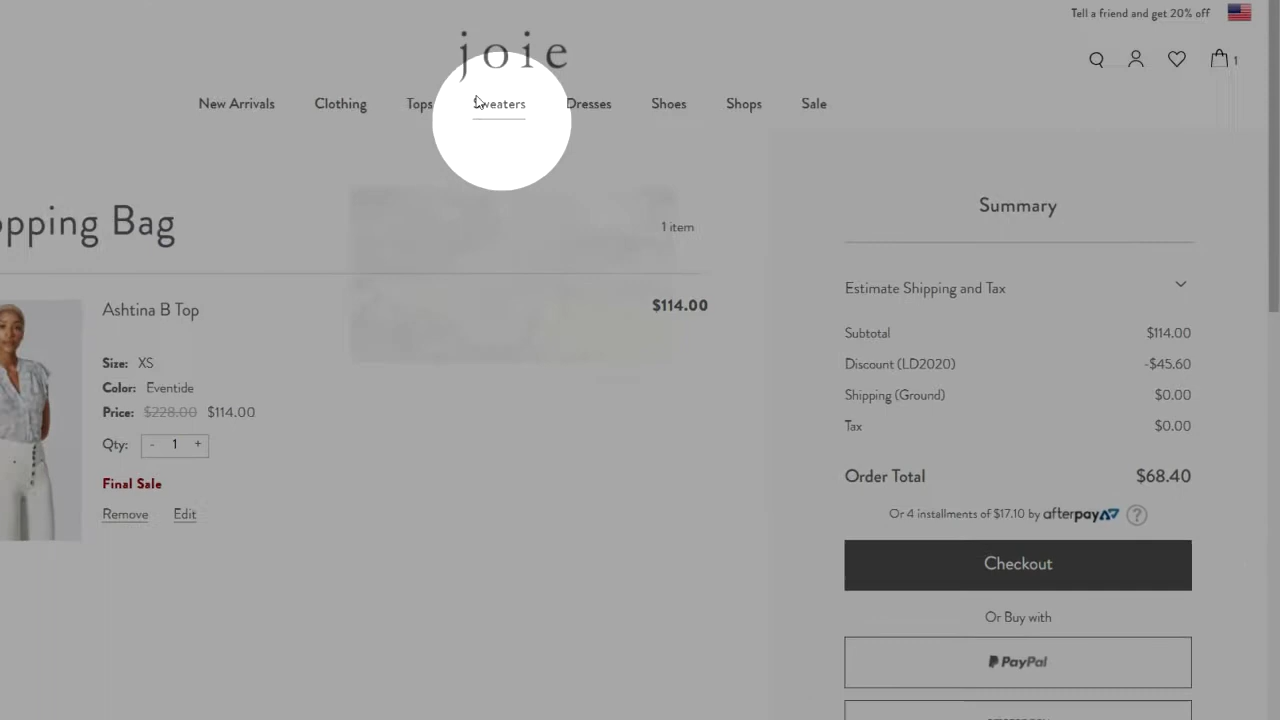 Tell a friend and get 20% off
joie
1
New Arrivals Clothing Tops Sweaters Dresses Shoes Shops Sale
opping Bag
1 item
Ashtina B Top
$114.00
Size: XS
Color: Eventide
Price: $228.00 $114.00
Qty: - 1 +
Final Sale
Remove Edit
Summary
Estimate Shipping and Tax
Subtotal $114.00
Discount (LD2020) -$45.60
Shipping (Ground) $0.00
Tax $0.00
Order Total $68.40
Or 4 installments of $17.10 by afterpay ?
Checkout
Or Buy with
PayPal